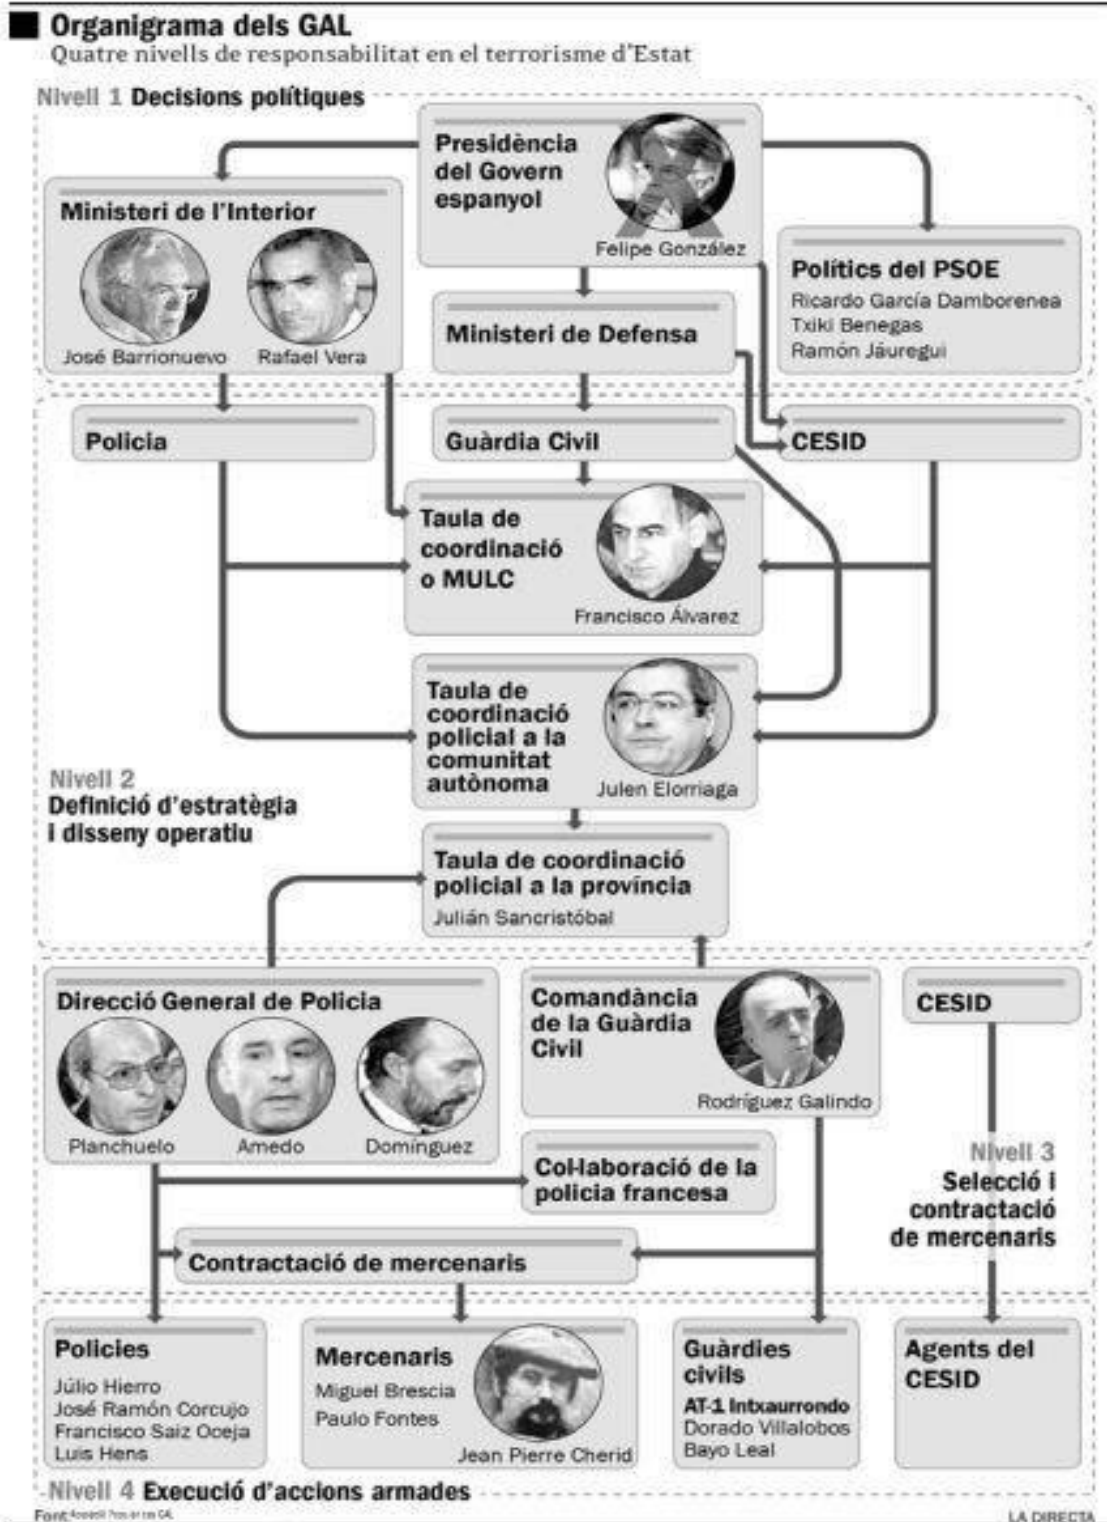 Organigrama dels GAL
Quatre nivells de responsabilitat en el terrorisme d'Estat
Nivell 1 Decisions polítiques
Presidència
del Govern
espanyol
Felipe González
Ministeri de l'Interior
José Barrionuevo
Rafael Vera
Polítics del PSOE
Ricardo García Damborenea
Txiki Benegas
Ramón Jáuregui
Ministeri de Defensa
Policia
Guàrdia Civil
CESID
Taula de
coordinació
o MULC
Francisco Álvarez
Taula de
coordinació
policial a la
comunitat
autònoma
Julen Elorriaga
Nivell 2
Definició d'estratègia
i disseny operatiu
Taula de coordinació
policial a la província
Julián Sancristóbal
Direcció General de Policia
Planchuelo
Amedo
Domínguez
Comandància
de la Guàrdia
Civil
Rodríguez Galindo
CESID
Nivell 3
Selecció i
contractació
de mercenaris
Col·laboració de la
policia francesa
Contractació de mercenaris
Policies
Júlio Hierro
José Ramón Corcujo
Francisco Saiz Oceja
Luis Hens
Mercenaris
Miguel Brescia
Paulo Fontes
Jean Pierre Cherid
Guàrdies
civils
AT-1 Intxaurrondo
Dorado Villalobos
Bayo Leal
Agents del
CESID
Nivell 4 Execució d'accions armades
Font:
LA DIRECTA